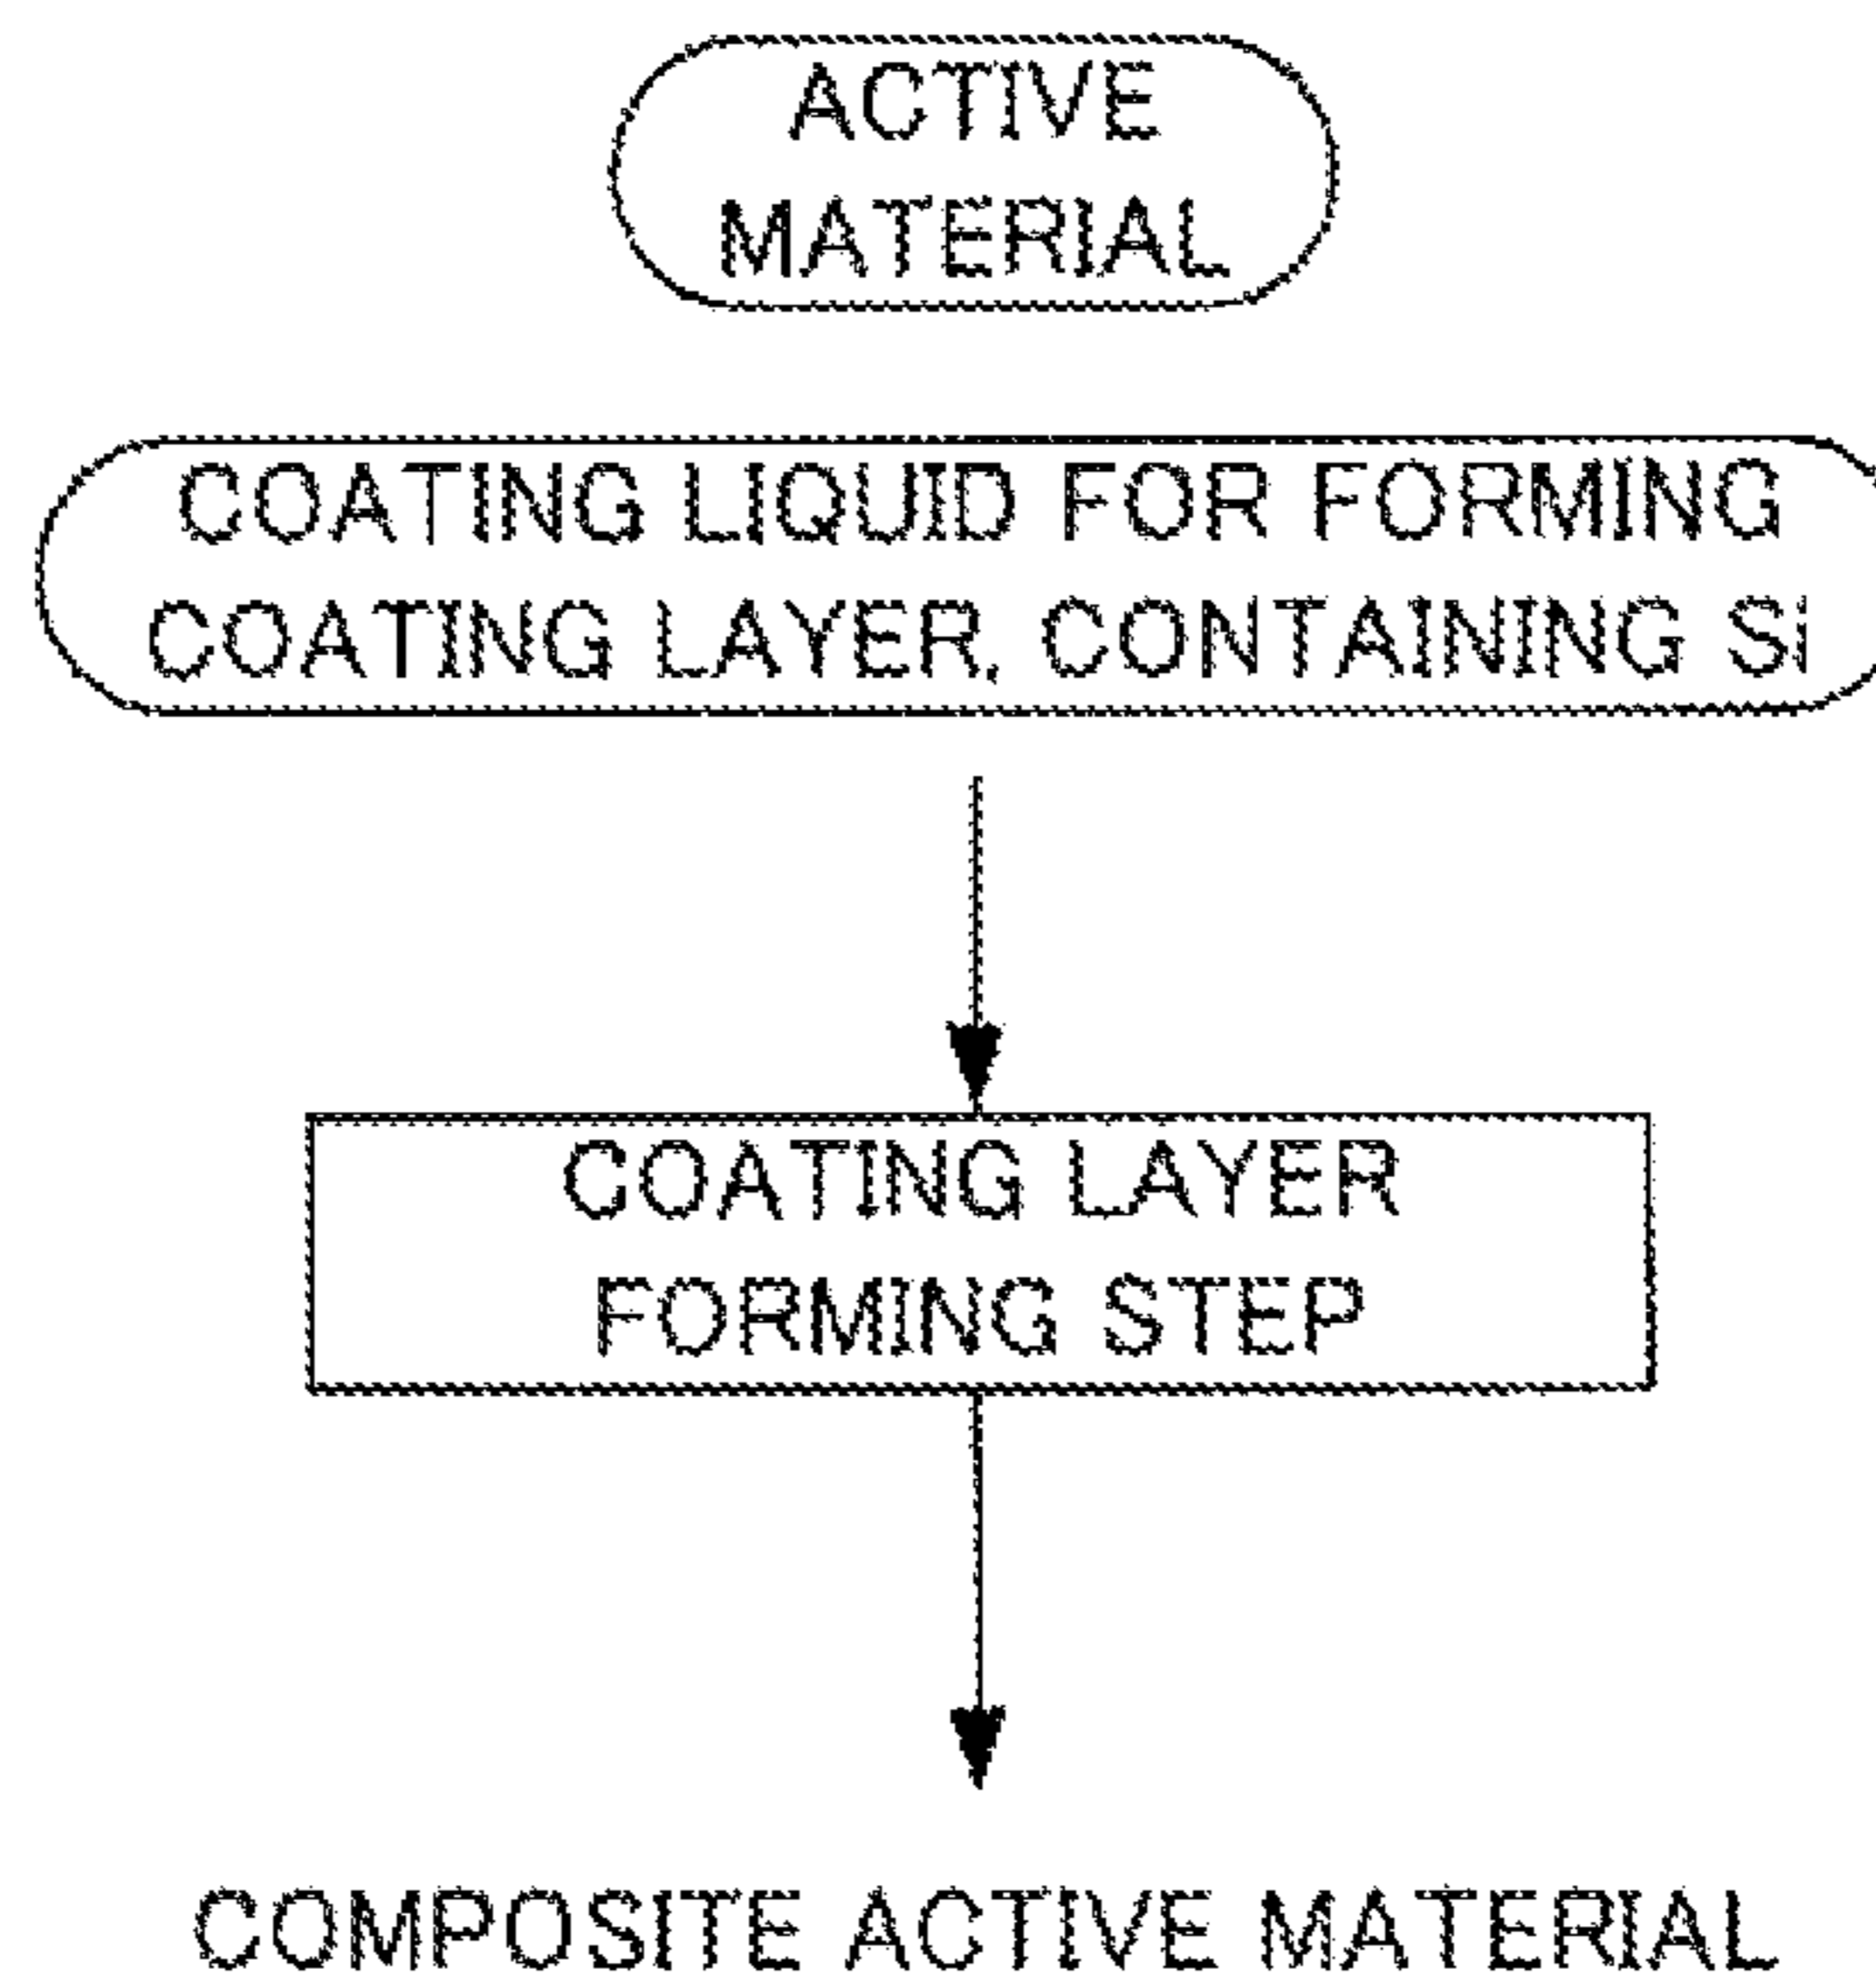 ACTIVE
MATERIAL
COATING LIQUID FOR FORMING
COATING LAYER, CONTAINING Si
COATING LAYER
FORMING STEP
COMPOSITE ACTIVE MATERIAL